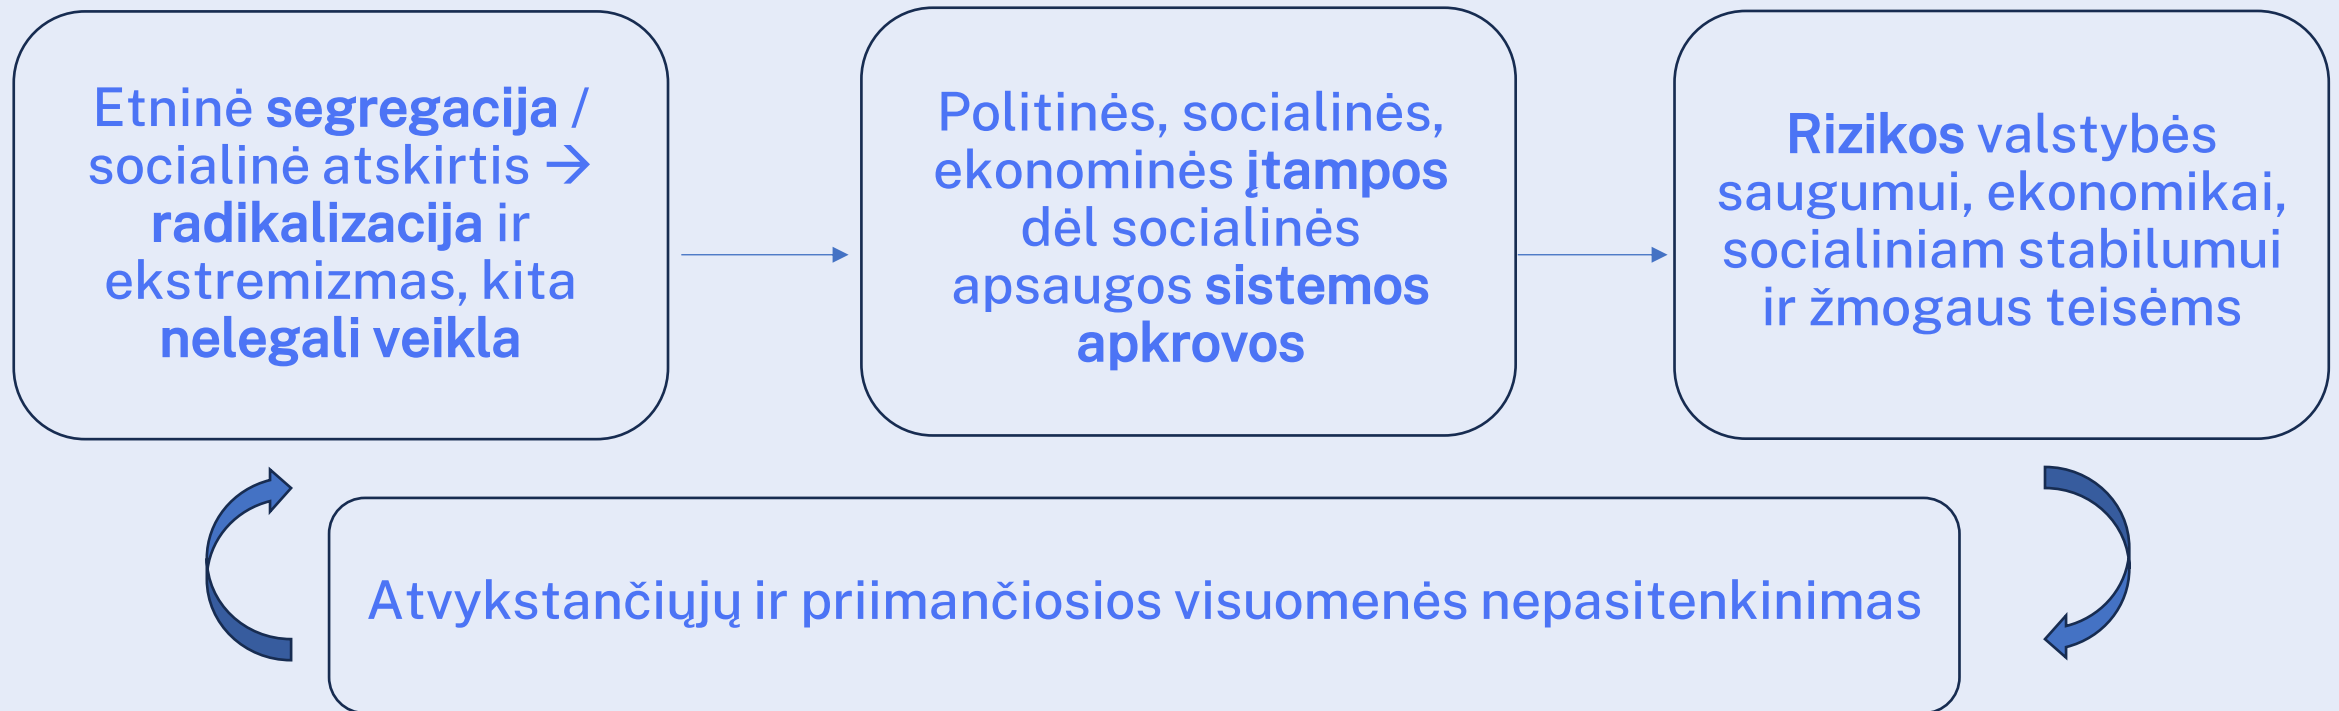 Etninė segregacija /
socialinė atskirtis →
radikalizacija ir
ekstremizmas, kita
nelegali veikla
Politinės, socialinės,
ekonominės įtampos
dėl socialinės
apsaugos sistemos
apkrovos
Rizikos valstybės
saugumui, ekonomikai,
socialiniam stabilumui
ir žmogaus teisėms
Atvykstančiųjų ir priimančiosios visuomenės nepasitenkinimas